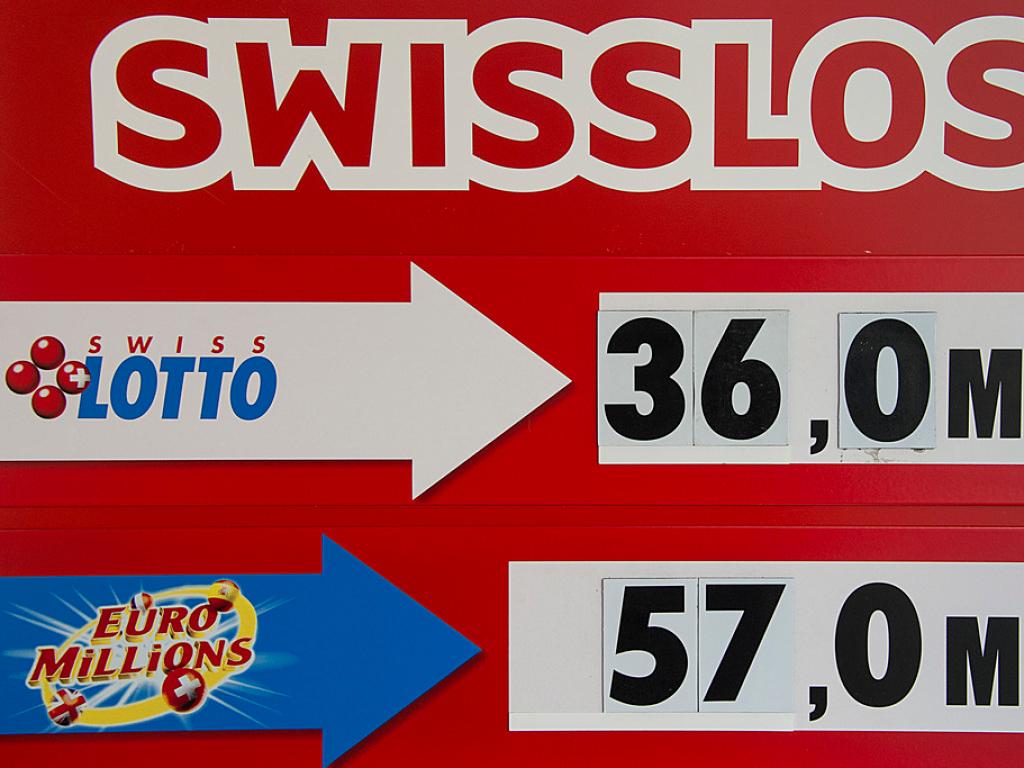 SWISSLOS
SWISS
LOTTO
36,0M
EURO
MiLLiONS
57,0M